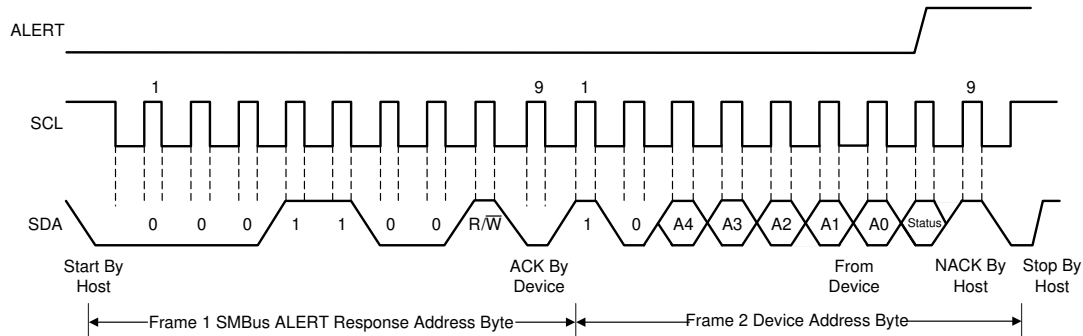 ALERT
1 9 1 9
SCL
SDA 0 0 0 1 1 0 0 R/W̅ 1 0 A4 A3 A2 A1 A0 Status
Start By
Host
ACK By
Device
From
Device
NACK By
Host
Stop By
Host
Frame 1 SMBus ALERT Response Address Byte
Frame 2 Device Address Byte